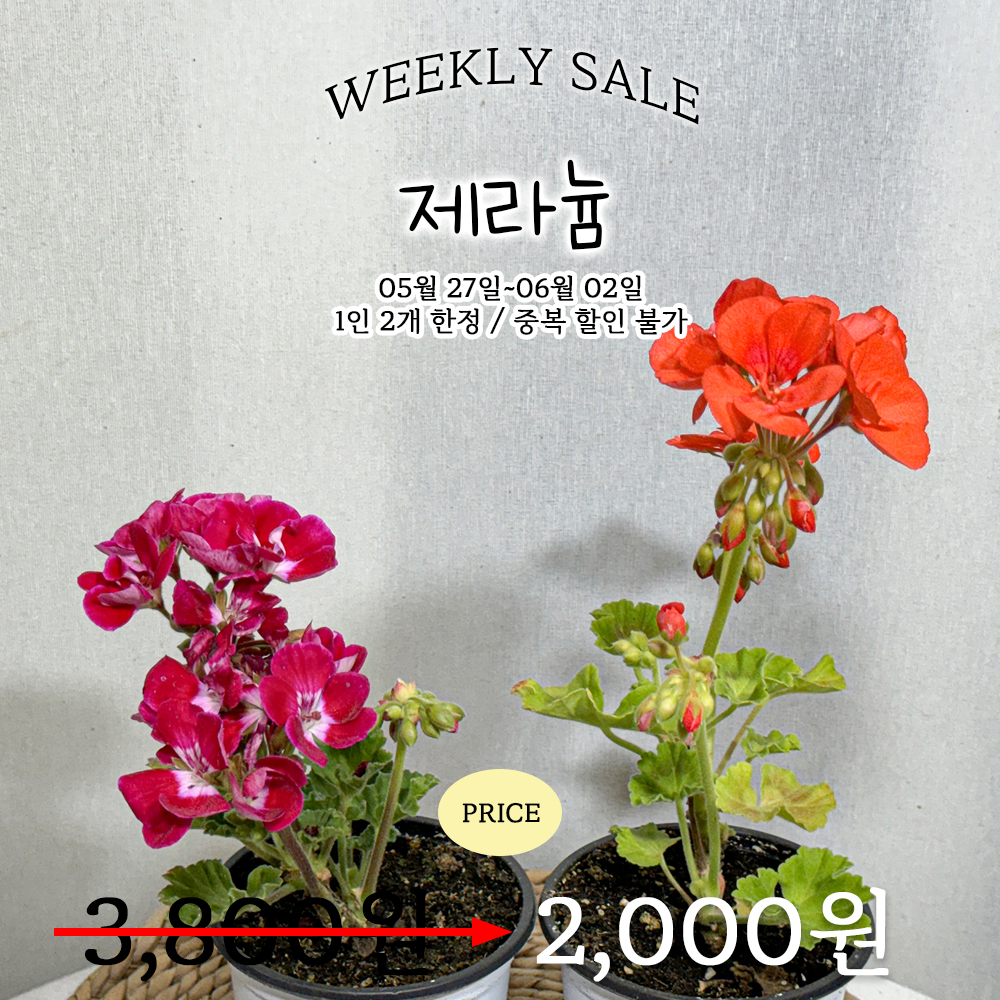 WEEKLY SALE
제라늄
05월 27일~06월 02일
1인 2개 한정 / 중복 할인 불가
PRICE
3,800원
2,000원